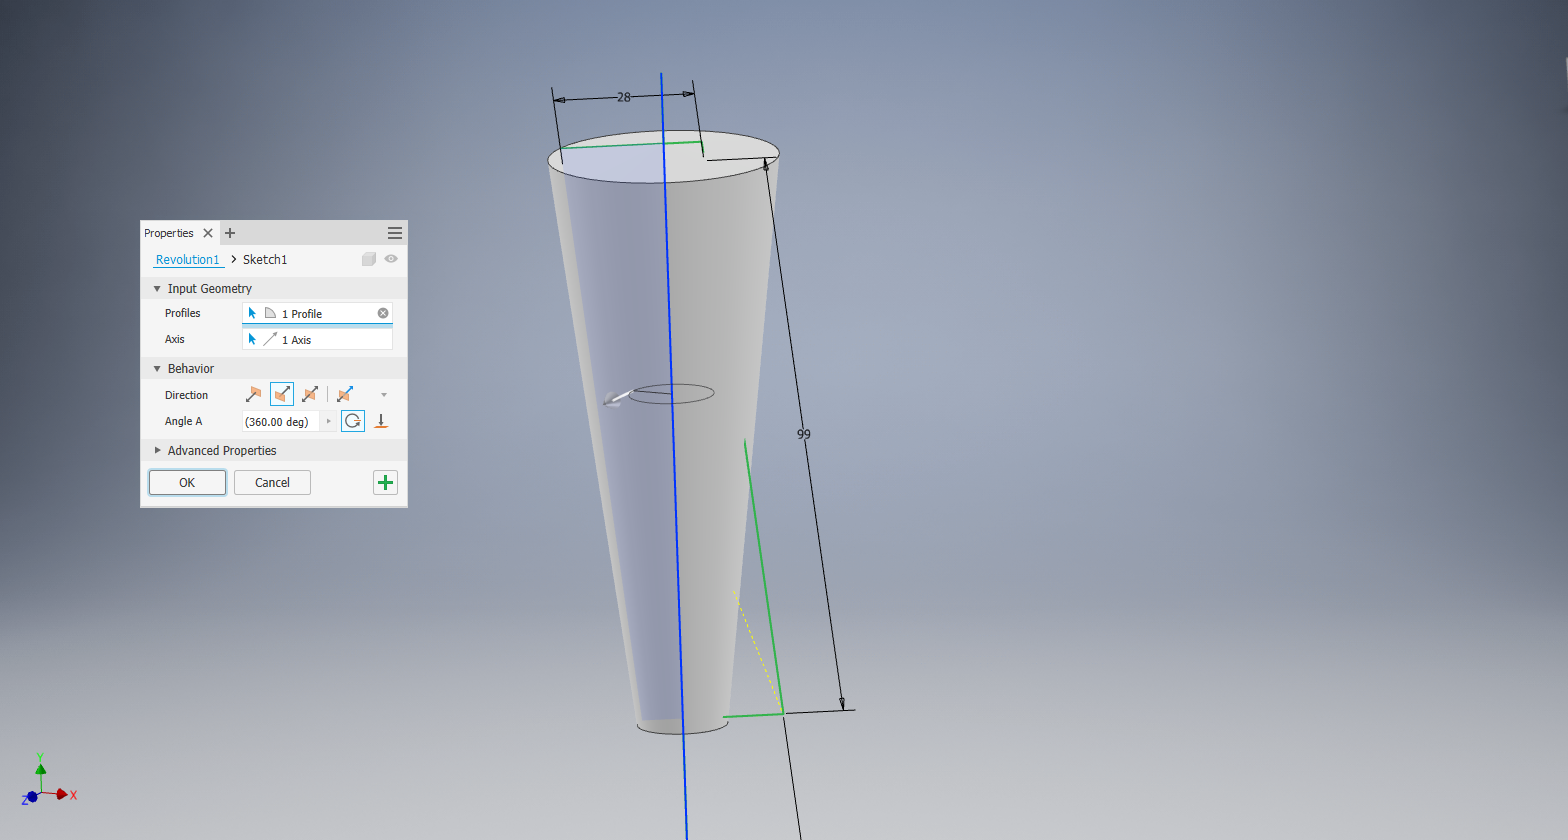 28
Properties
Revolution1 > Sketch1
Input Geometry
Profiles 1 Profile
Axis 1 Axis
Behavior
Direction
Angle A (360.00 deg)
Advanced Properties
OK Cancel
99
Y
Z X